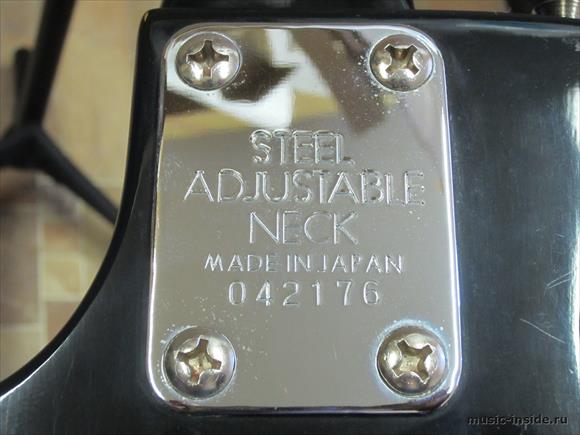 STEEL
ADJUSTABLE
NECK
MADE IN JAPAN
042176
music-inside.ru